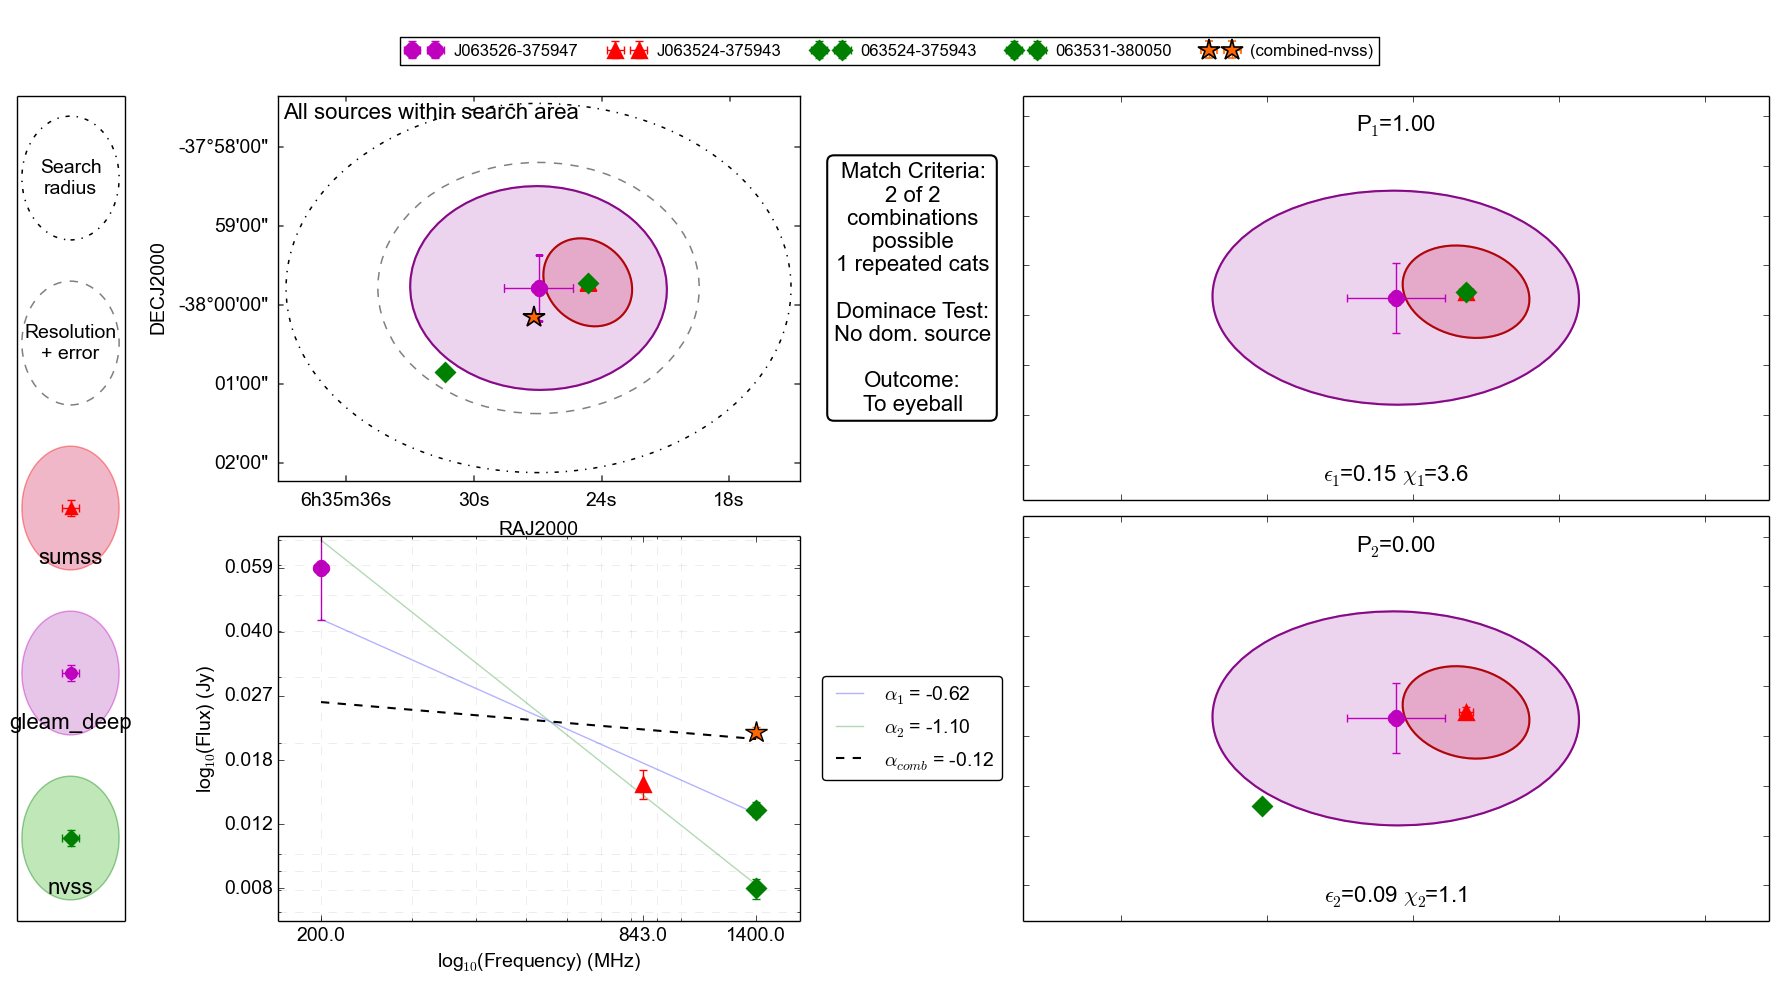 J063526-375947 J063524-375943 063524-375943 063531-380050 (combined-nvss)
Search
radius
Resolution
+ error
sumss
gleam_deep
nvss
All sources within search area
DECJ2000
-37°58'00"
59'00"
-38°00'00"
01'00"
02'00"
6h35m36s 30s 24s 18s
RAJ2000
Match Criteria:
2 of 2
combinations
possible
1 repeated cats
Dominace Test:
No dom. source
Outcome:
To eyeball
P1=1.00
ϵ1=0.15 χ1=3.6
log10(Flux) (Jy)
0.059
0.040
0.027
0.018
0.012
0.008
200.0 843.0 1400.0
log10(Frequency) (MHz)
α1 = -0.62
α2 = -1.10
αcomb = -0.12
P2=0.00
ϵ2=0.09 χ2=1.1